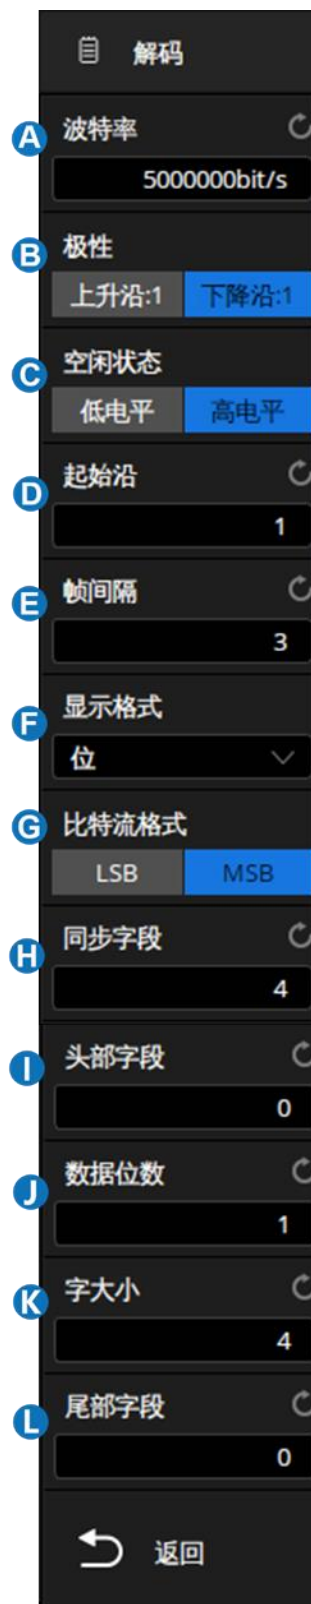 解码
A 波特率
5000000bit/s
B 极性
上升沿:1 下降沿:1
C 空闲状态
低电平 高电平
D 起始沿
1
E 帧间隔
3
F 显示格式
位
G 比特流格式
LSB MSB
H 同步字段
4
I 头部字段
0
J 数据位数
1
K 字大小
4
L 尾部字段
0
返回